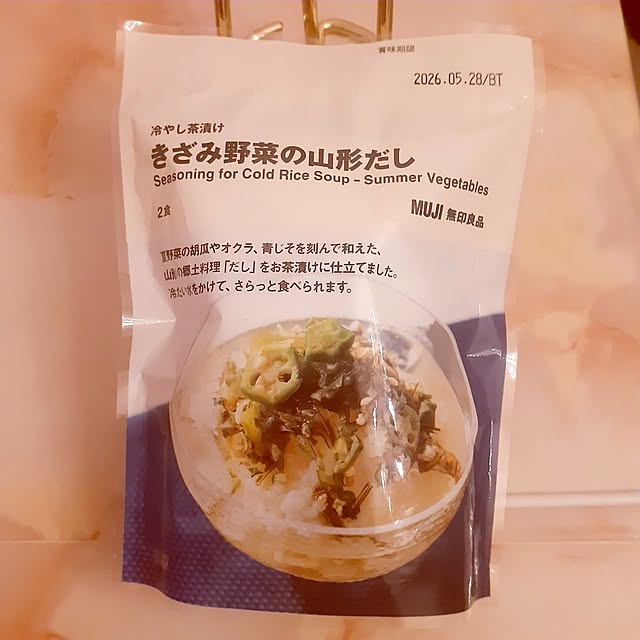 賞味期限
2026.05.28/BT
冷やし茶漬け
きざみ野菜の山形だし
Seasoning for Cold Rice Soup – Summer Vegetables
2食
MUJI 無印良品
夏野菜の胡瓜やオクラ、青じそを刻んで和えた、
山形の郷土料理「だし」をお茶漬けに仕立てました。
冷たい水をかけて、さらっと食べられます。